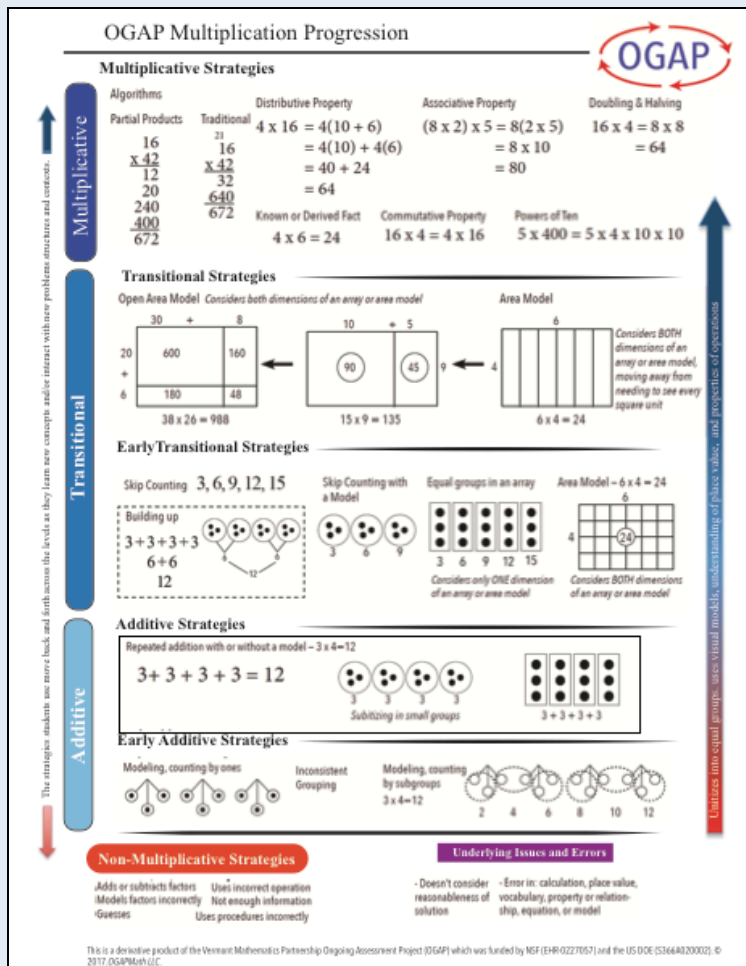 OGAP Multiplication Progression
OGAP
Multiplicative Strategies
Algorithms
Partial Products
16
x 42
12
20
240
400
672
Traditional
21
16
x 42
32
640
672
Distributive Property
4 x 16 = 4(10 + 6)
= 4(10) + 4(6)
= 40 + 24
= 64
Associative Property
(8 x 2) x 5 = 8(2 x 5)
= 8 x 10
= 80
Doubling & Halving
16 x 4 = 8 x 8
= 64
Known or Derived Fact
4 x 6 = 24
Commutative Property
16 x 4 = 4 x 16
Powers of Ten
5 x 400 = 5 x 4 x 10 x 10
Multiplicative
Transitional Strategies
Open Area Model Considers both dimensions of an array or area model
30 + 8
20
+
6
600 160
180 48
38 x 26 = 988
10 + 5
90 45 9
15 x 9 = 135
Area Model
6
4
6 x 4 = 24
Considers BOTH
dimensions of an
array or area model,
moving away from
needing to see every
square unit
Transitional
EarlyTransitional Strategies
Skip Counting 3, 6, 9, 12, 15
Building up
3+3+3+3
6+6
12
6 6
12
Skip Counting with
a Model
3 6 9
Equal groups in an array
3 6 9 12 15
Considers only ONE dimension
of an array or area model
Area Model – 6 x 4 = 24
6
4
24
Considers BOTH dimensions
of an array or area model
Additive
Additive Strategies
Repeated addition with or without a model – 3 x 4=12
3+ 3 + 3 + 3 = 12
3 3 3 3
Subitizing in small groups
3 + 3 + 3 + 3
Early Additive Strategies
Modeling, counting by ones
Inconsistent
Grouping
Modeling, counting
by subgroups
3 x 4=12
2 4 6 8 10 12
Non-Multiplicative Strategies
Adds or subtracts factors
Models factors incorrectly
Guesses
Uses incorrect operation
Not enough information
Uses procedures incorrectly
Underlying Issues and Errors
- Doesn't consider
reasonableness of
solution
- Error in: calculation, place value,
vocabulary, property or relation-
ship, equation, or model
The strategies students use move back and forth across the levels as they learn new concepts and/or interact with new problems structures and contexts.
Unitizes into equal groups, uses visual models, understanding of place value, and properties of operations
This is a derivative product of the Vermont Mathematics Partnership Ongoing Assessment Project (OGAP) which was funded by NSF (EHR-0227057) and the US DOE (S366A020002). ©
2017 OGAPMath LLC.